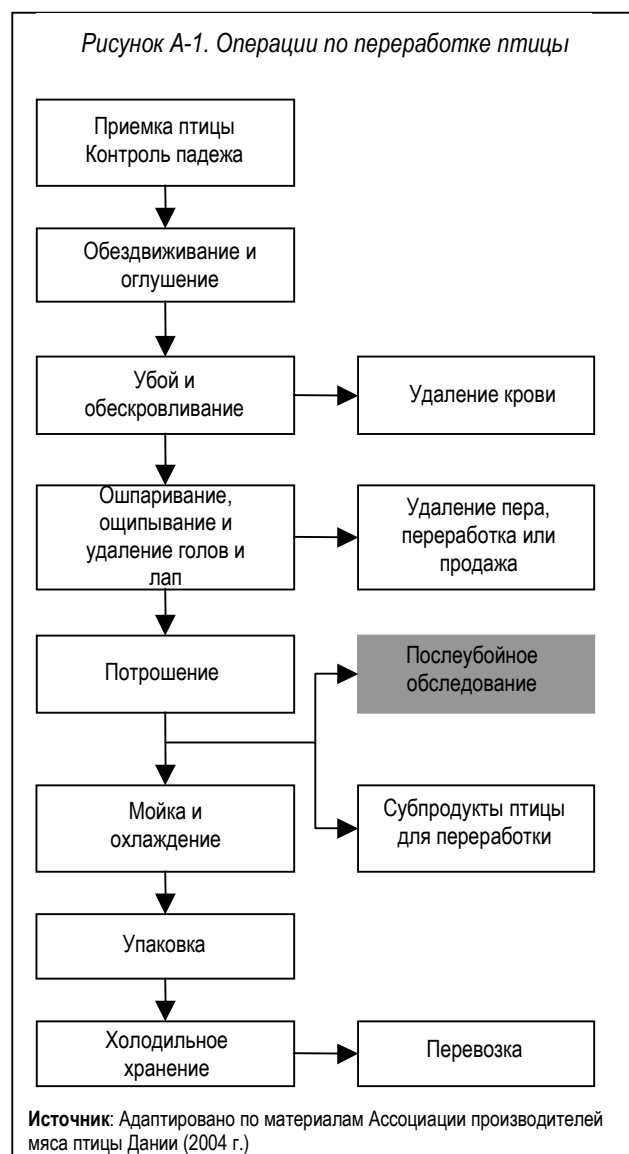 Рисунок А-1. Операции по переработке птицы
Приемка птицы
Контроль падежа
Обездвиживание и
оглушение
Убой и
обескровливание
Удаление крови
Ошпаривание,
ощипывание и
удаление голов и
лап
Удаление пера,
переработка или
продажа
Потрошение
Послеубойное
обследование
Мойка и
охлаждение
Субпродукты птицы
для переработки
Упаковка
Холодильное
хранение
Перевозка
Источник: Адаптировано по материалам Ассоциации производителей
мяса птицы Дании (2004 г.)